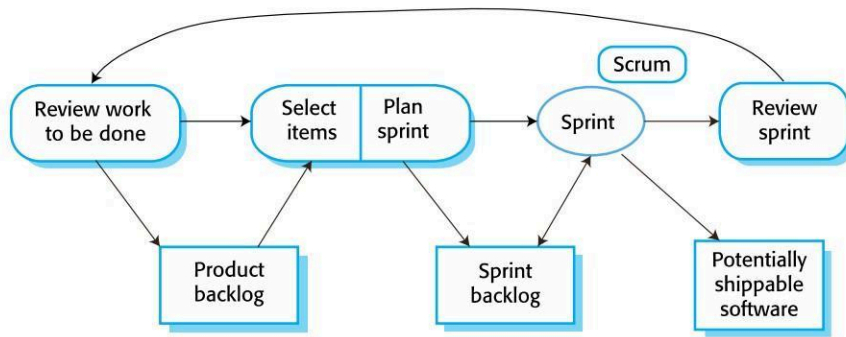 Scrum
Review work
to be done
Select
items
Plan
sprint
Sprint
Review
sprint
Product
backlog
Sprint
backlog
Potentially
shippable
software